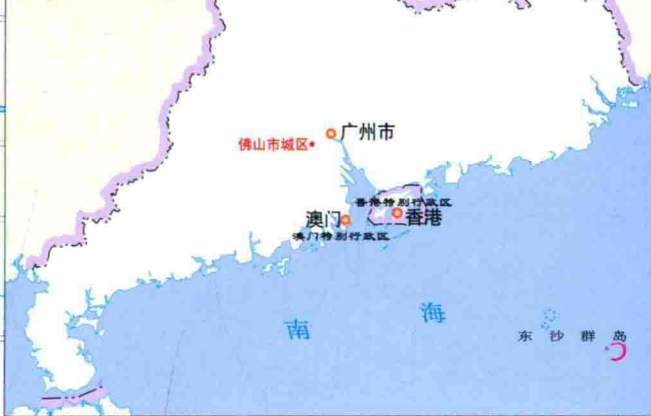 广州市
佛山市城区
香港特别行政区
香港
澳门
澳门特别行政区
南海
东沙群岛